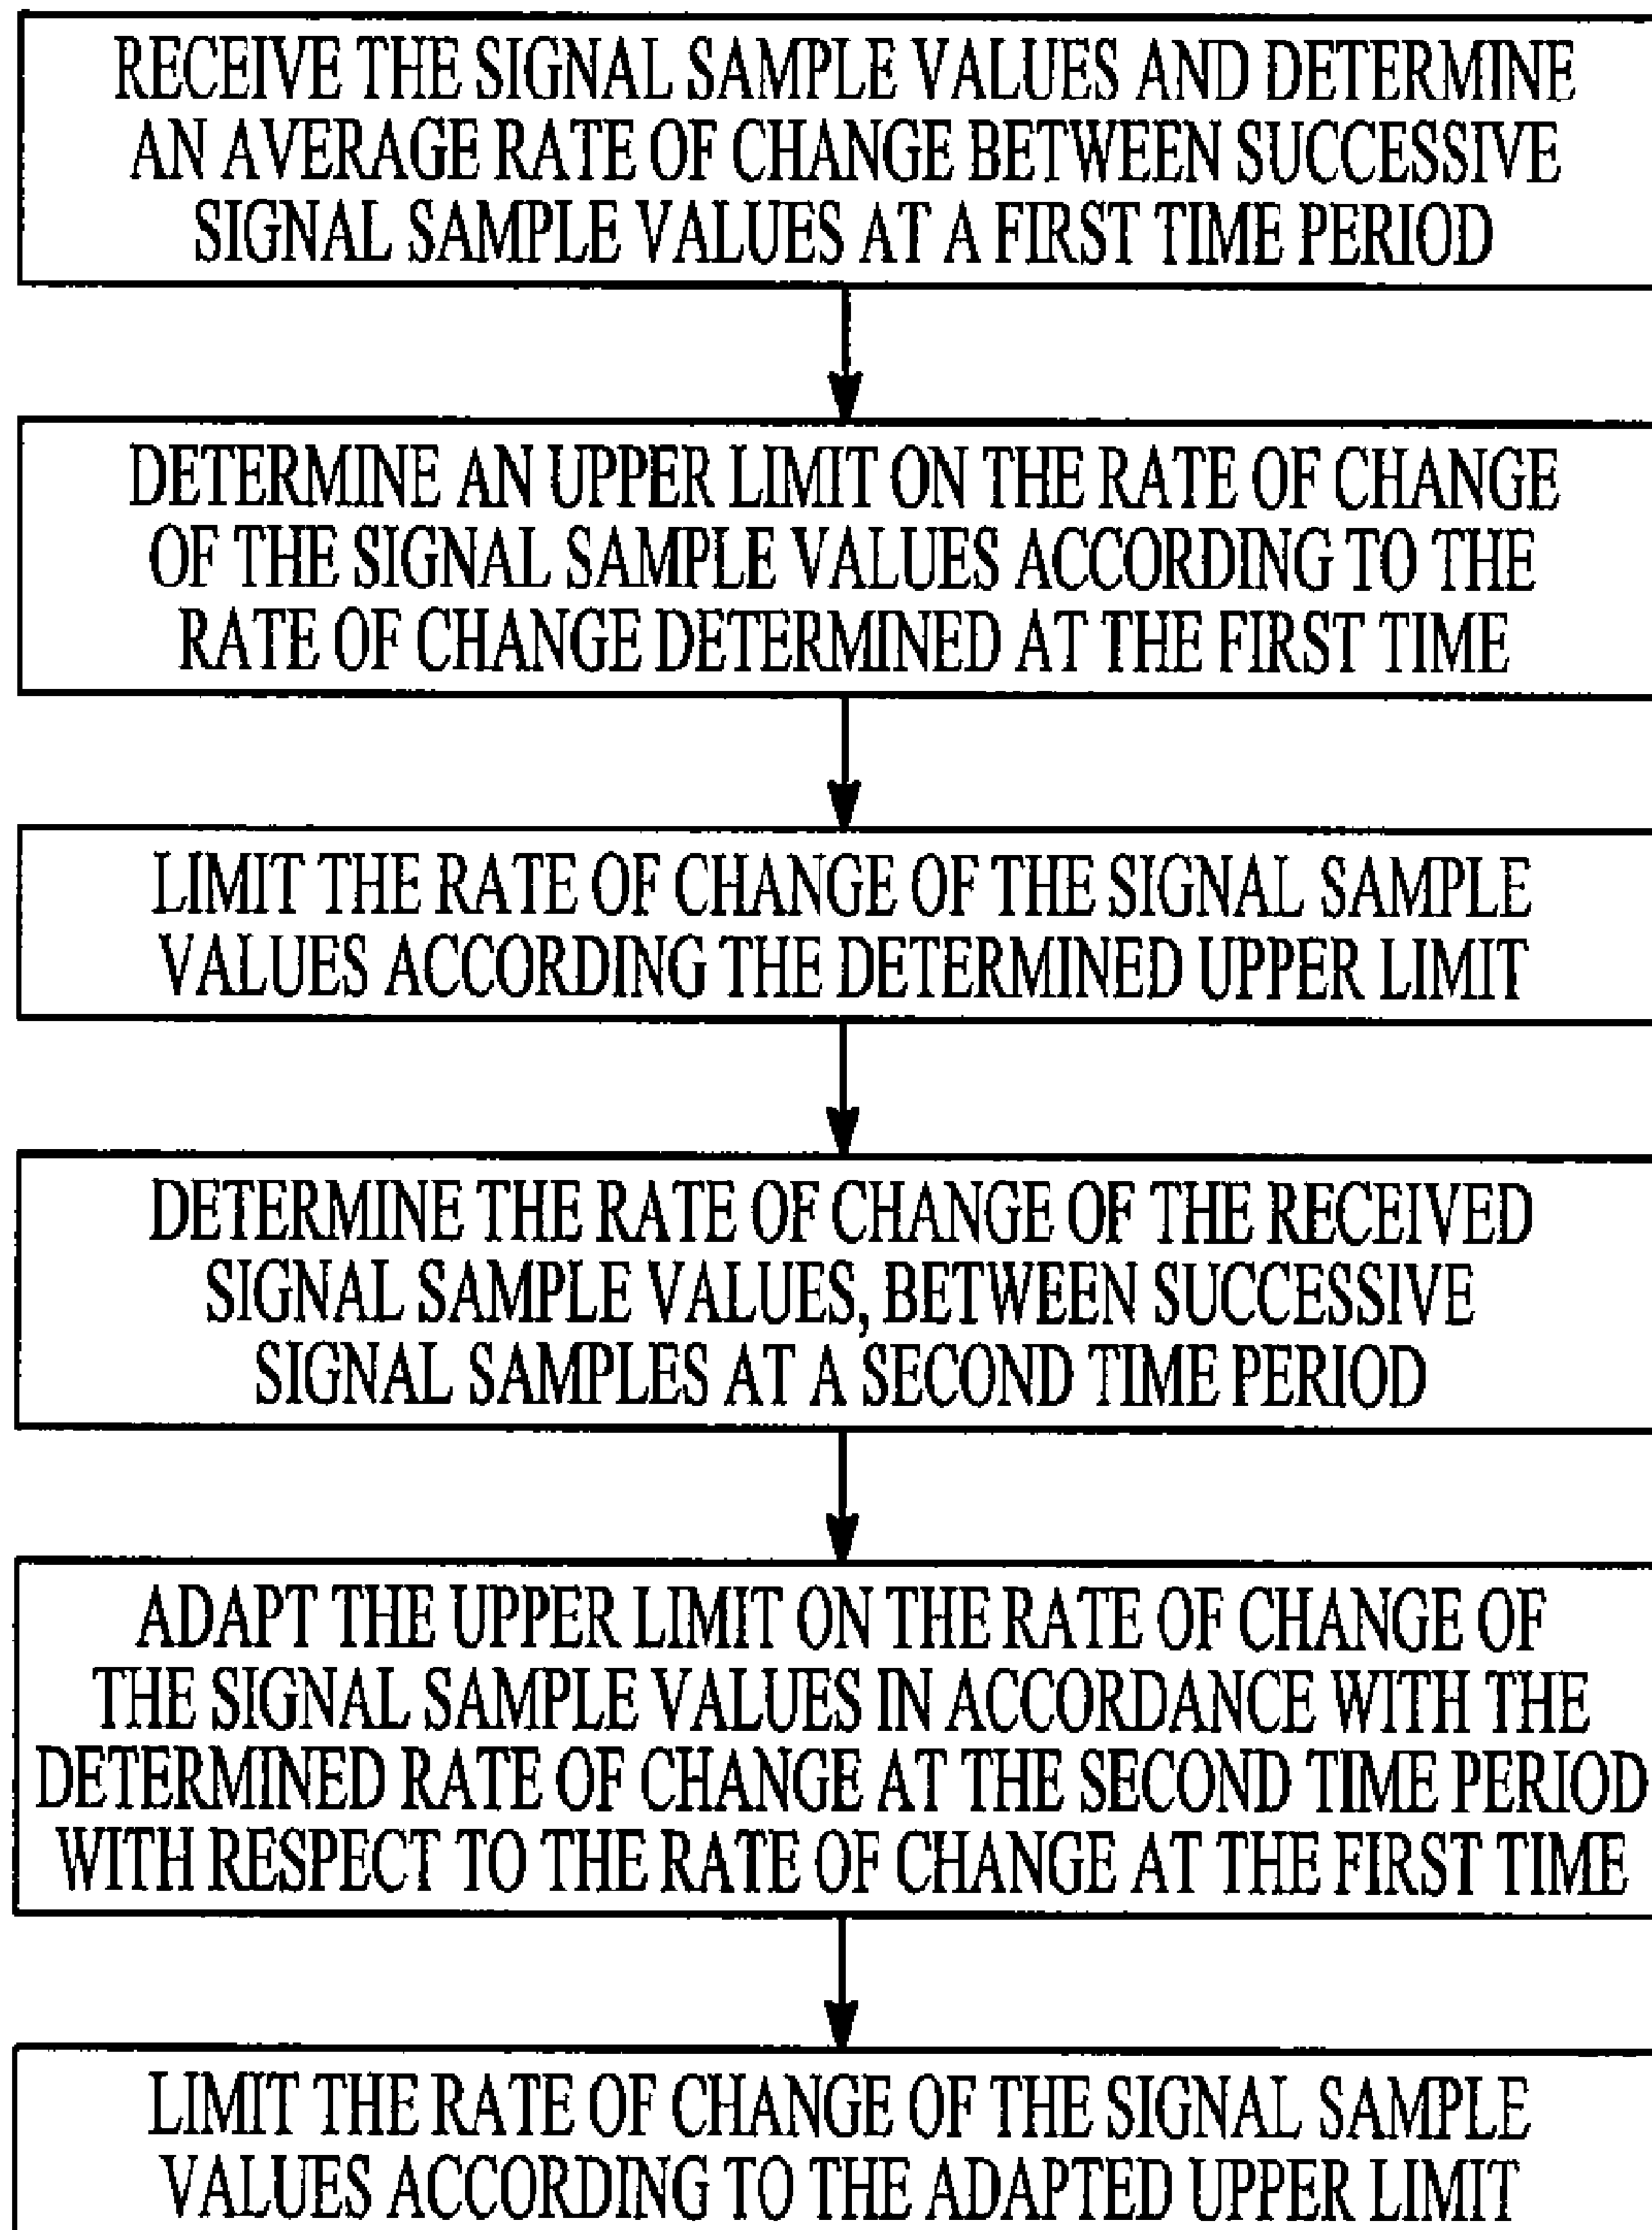 RECEIVE THE SIGNAL SAMPLE VALUES AND DETERMINE
AN AVERAGE RATE OF CHANGE BETWEEN SUCCESSIVE
SIGNAL SAMPLE VALUES AT A FIRST TIME PERIOD
DETERMINE AN UPPER LIMIT ON THE RATE OF CHANGE
OF THE SIGNAL SAMPLE VALUES ACCORDING TO THE
RATE OF CHANGE DETERMINED AT THE FIRST TIME
LIMIT THE RATE OF CHANGE OF THE SIGNAL SAMPLE
VALUES ACCORDING THE DETERMINED UPPER LIMIT
DETERMINE THE RATE OF CHANGE OF THE RECEIVED
SIGNAL SAMPLE VALUES, BETWEEN SUCCESSIVE
SIGNAL SAMPLES AT A SECOND TIME PERIOD
ADAPT THE UPPER LIMIT ON THE RATE OF CHANGE OF
THE SIGNAL SAMPLE VALUES IN ACCORDANCE WITH THE
DETERMINED RATE OF CHANGE AT THE SECOND TIME PERIOD
WITH RESPECT TO THE RATE OF CHANGE AT THE FIRST TIME
LIMIT THE RATE OF CHANGE OF THE SIGNAL SAMPLE
VALUES ACCORDING TO THE ADAPTED UPPER LIMIT